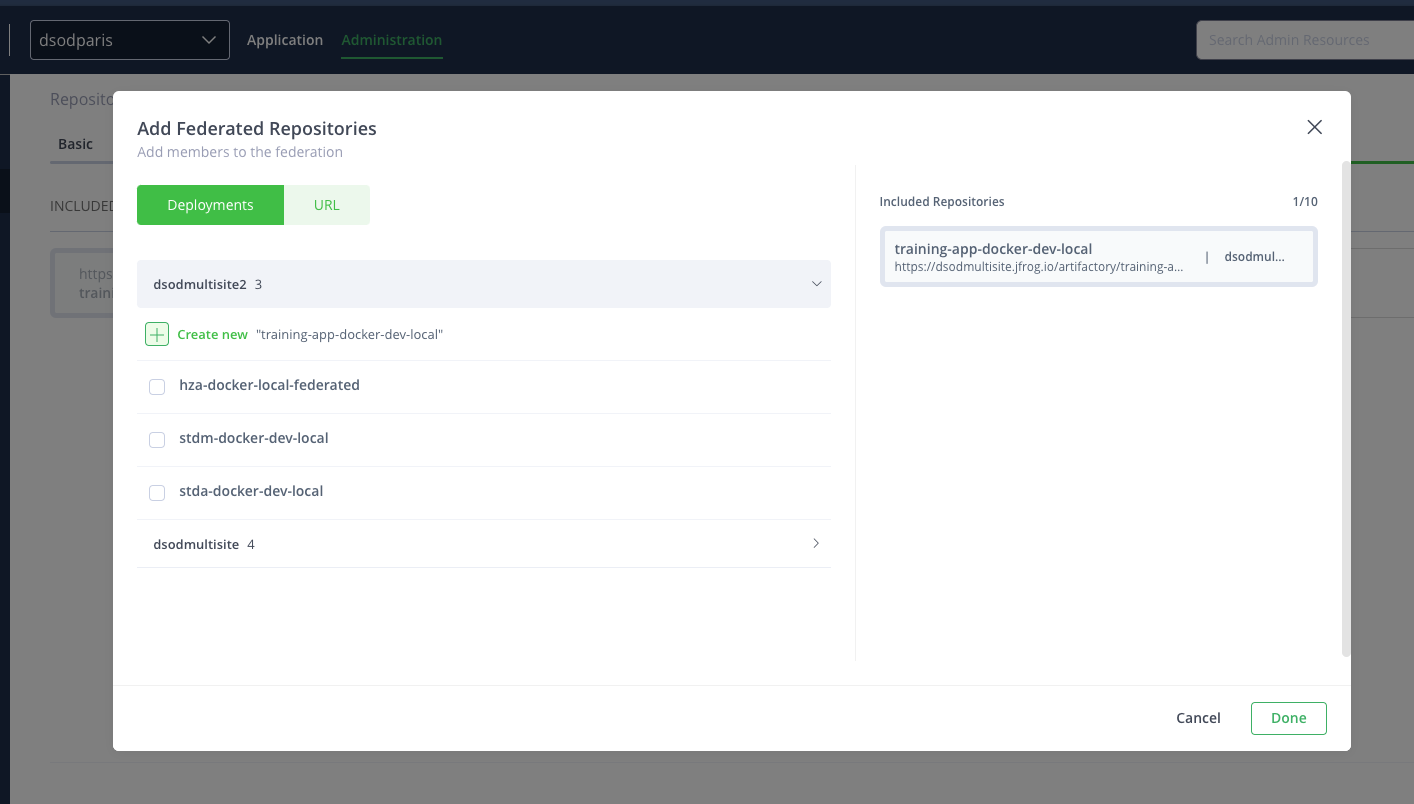 dsodparis
Application
Administration
Search Admin Resources
Reposito
Basic
INCLUDED
https
traini
Add Federated Repositories
Add members to the federation
Deployments
URL
dsodmultisite2 3
Create new "training-app-docker-dev-local"
hza-docker-local-federated
stdm-docker-dev-local
stda-docker-dev-local
dsodmultisite 4
Included Repositories 1/10
training-app-docker-dev-local
https://dsodmultisite.jfrog.io/artifactory/training-a...
| dsodmul...
Cancel
Done